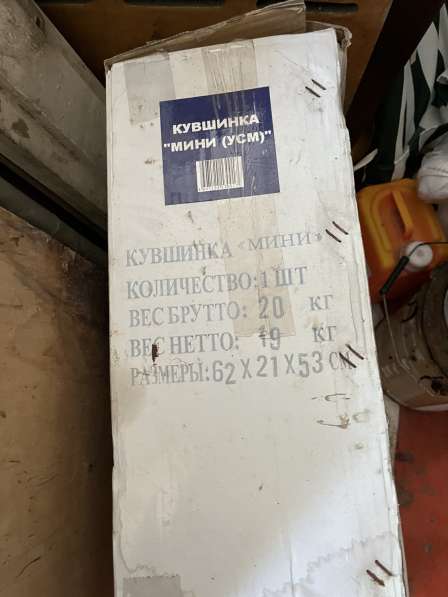 КУВШИНКА
"МИНИ (УСМ)"
КУВШИНКА «МИНИ»
КОЛИЧЕСТВО: 1 ШТ
ВЕС БРУТТО: 20 КГ
ВЕС НЕТТО: 19 КГ
РАЗМЕРЫ: 62 X 21 X 53 СМ